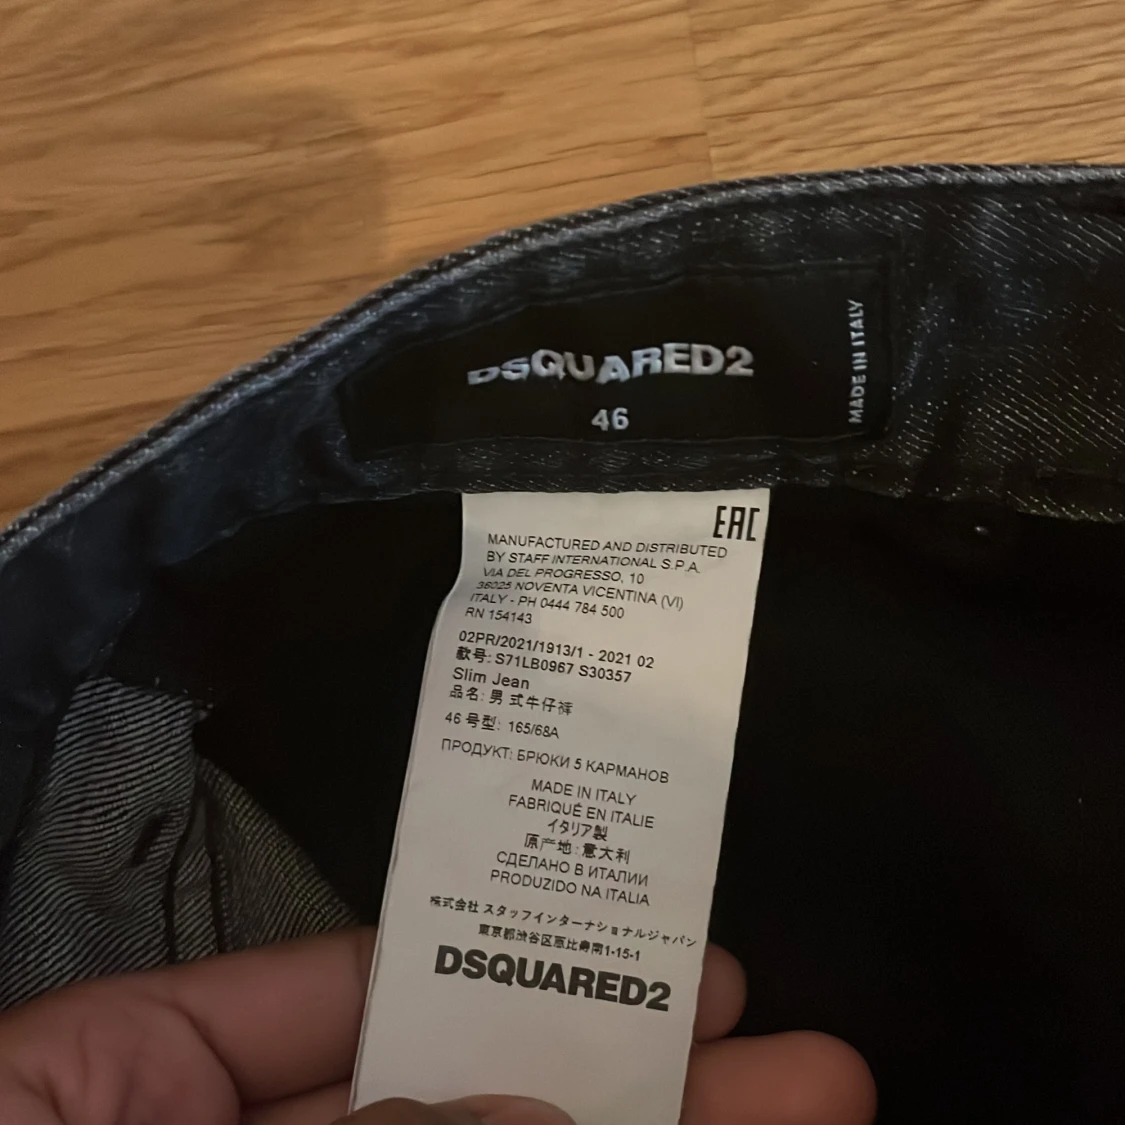 DSQUARED2
46
MADE IN ITALY
EAC
MANUFACTURED AND DISTRIBUTED
BY STAFF INTERNATIONAL S.P.A.
VIA DEL PROGRESSO, 10
36025 NOVENTA VICENTINA (VI)
ITALY - PH 0444 784 500
RN 154143
02PR/2021/1913/1 - 2021 02
款号: S71LB0967 S30357
Slim Jean
品名: 男式牛仔裤
46 号型: 165/68A
ПРОДУКТ: БРЮКИ 5 КАРМАНОВ
MADE IN ITALY
FABRIQUÉ EN ITALIE
イタリア製
原产地:意大利
СДЕЛАНО В ИТАЛИИ
PRODUZIDO NA ITALIA
株式会社 スタッフインターナショナルジャパン
東京都渋谷区恵比寿南1-15-1
DSQUARED2